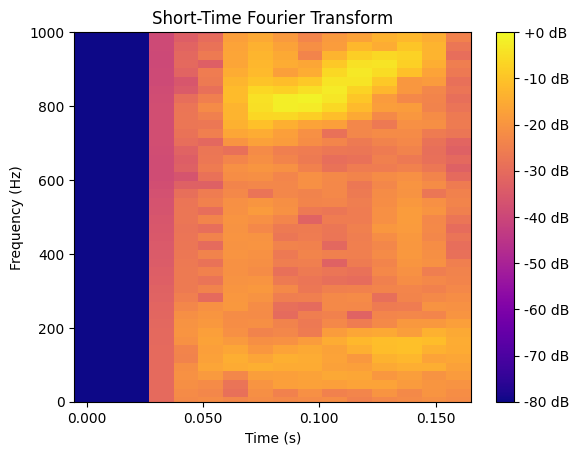 Short-Time Fourier Transform
Frequency (Hz)
1000
800
600
400
200
0
0.000
0.050
0.100
0.150
Time (s)
+0 dB
-10 dB
-20 dB
-30 dB
-40 dB
-50 dB
-60 dB
-70 dB
-80 dB